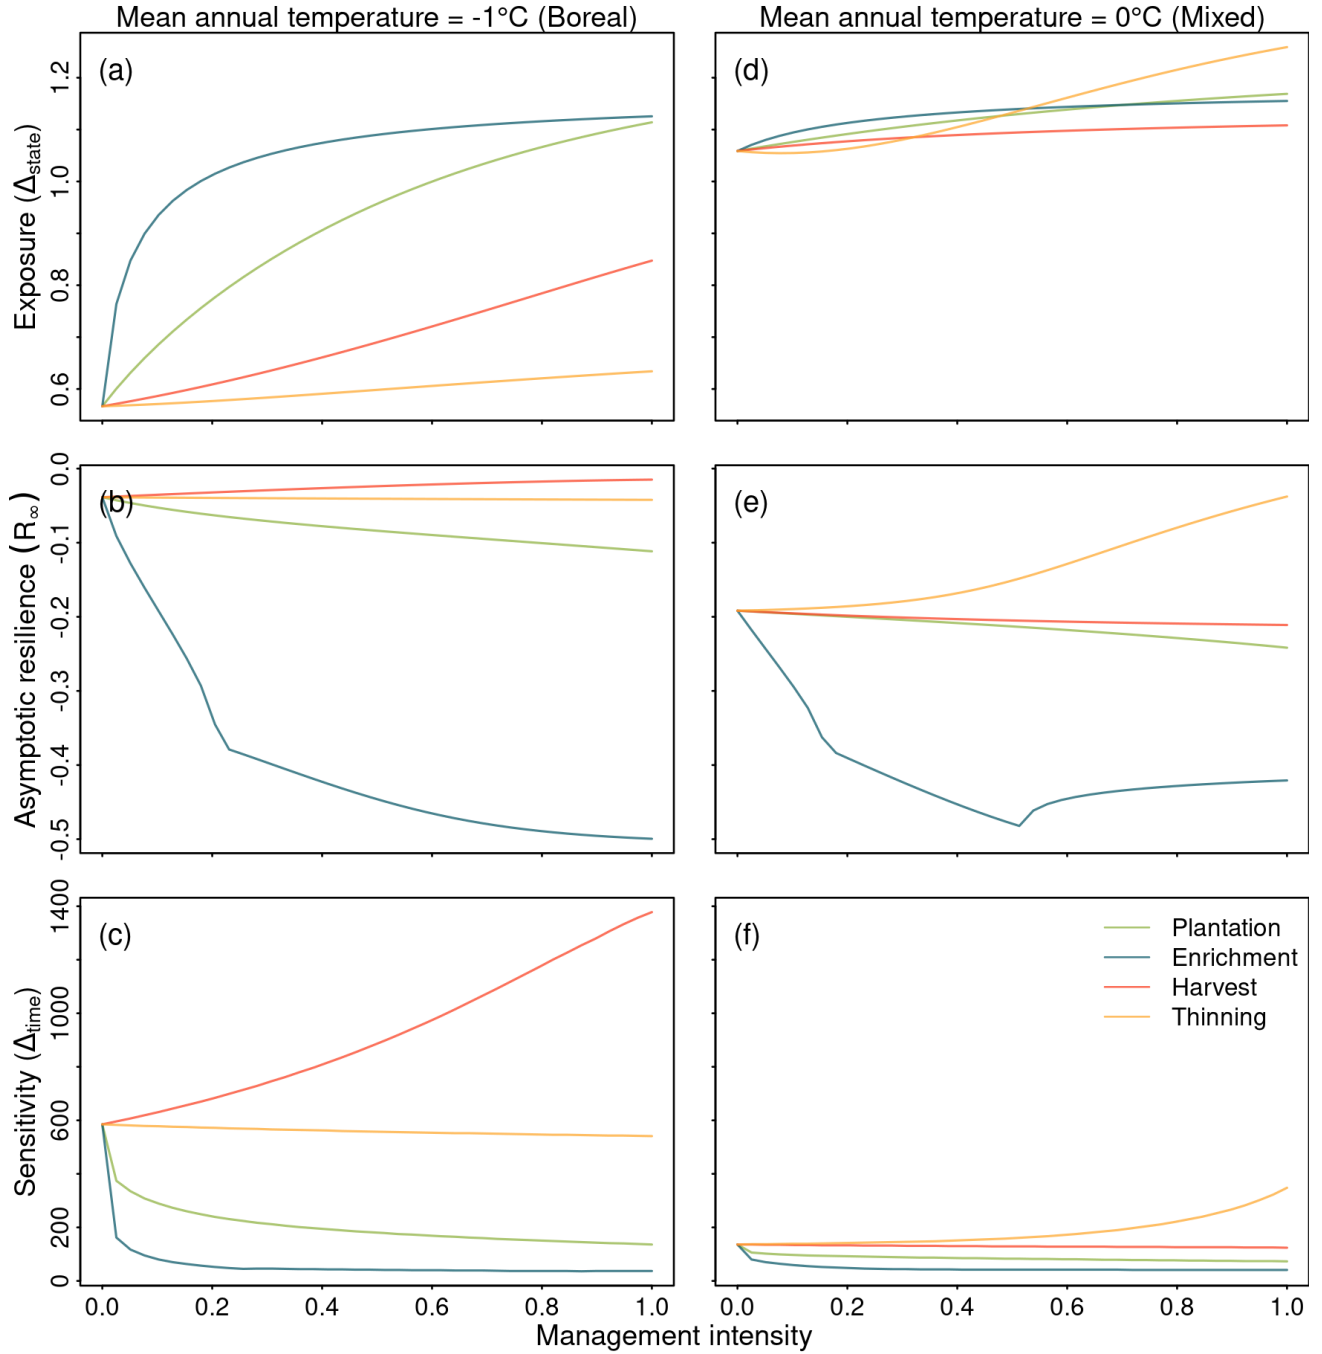 Mean annual temperature = -1°C (Boreal)
Mean annual temperature = 0°C (Mixed)
Exposure (Δstate)
(a)
1.2
1.0
0.8
0.6
(d)
Asymptotic resilience (R∞)
(b)
0.0
-0.1
-0.2
-0.3
-0.4
-0.5
(e)
Sensitivity (Δtime)
(c)
1400
1000
600
200
0
(f)
Plantation
Enrichment
Harvest
Thinning
0.0 0.2 0.4 0.6 0.8 1.0
0.0 0.2 0.4 0.6 0.8 1.0
Management intensity